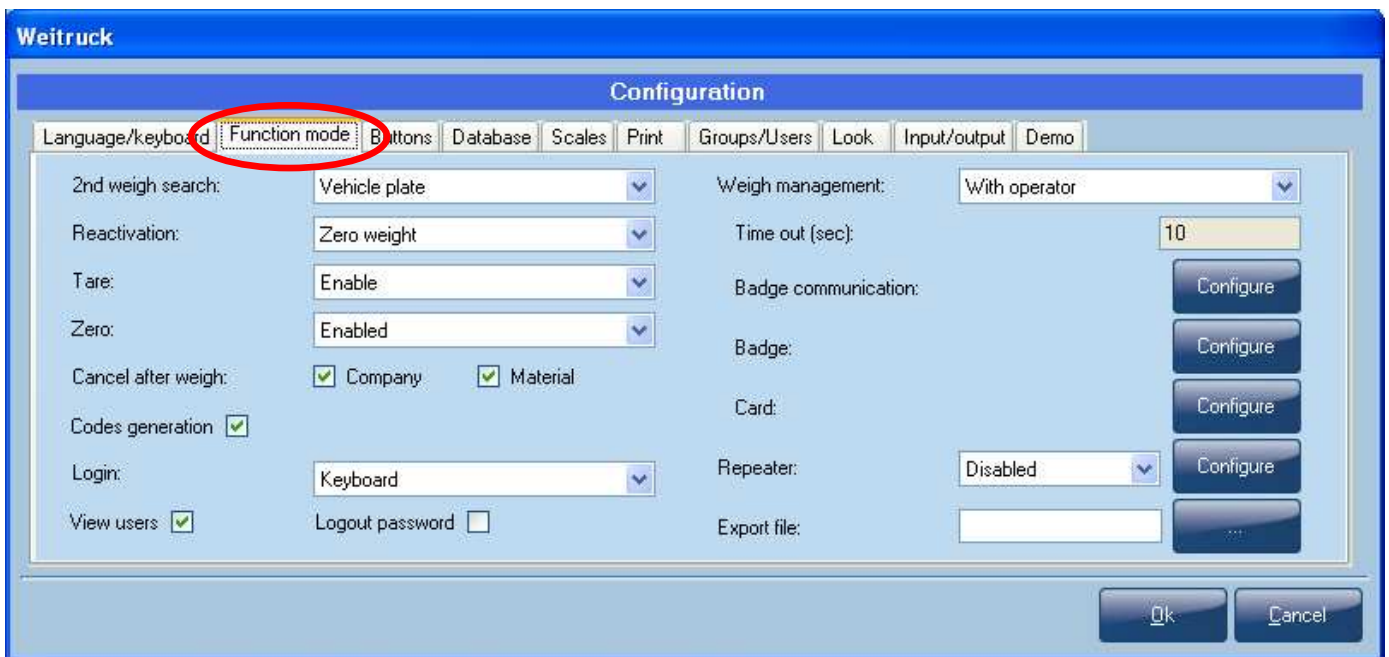 Weitruck
Configuration
Language/keyboard Function mode Buttons Database Scales Print Groups/Users Look Input/output Demo
2nd weigh search: Vehicle plate
Reactivation: Zero weight
Tare: Enable
Zero: Enabled
Cancel after weigh: Company Material
Codes generation
Login: Keyboard
View users Logout password
Weigh management: With operator
Time out (sec): 10
Badge communication: Configure
Badge: Configure
Card: Configure
Repeater: Disabled Configure
Export file: ...
Ok Cancel